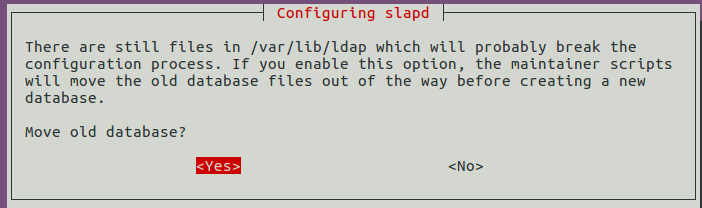 Configuring slapd
There are still files in /var/lib/ldap which will probably break the
configuration process. If you enable this option, the maintainer scripts
will move the old database files out of the way before creating a new
database.
Move old database?
<Yes> <No>